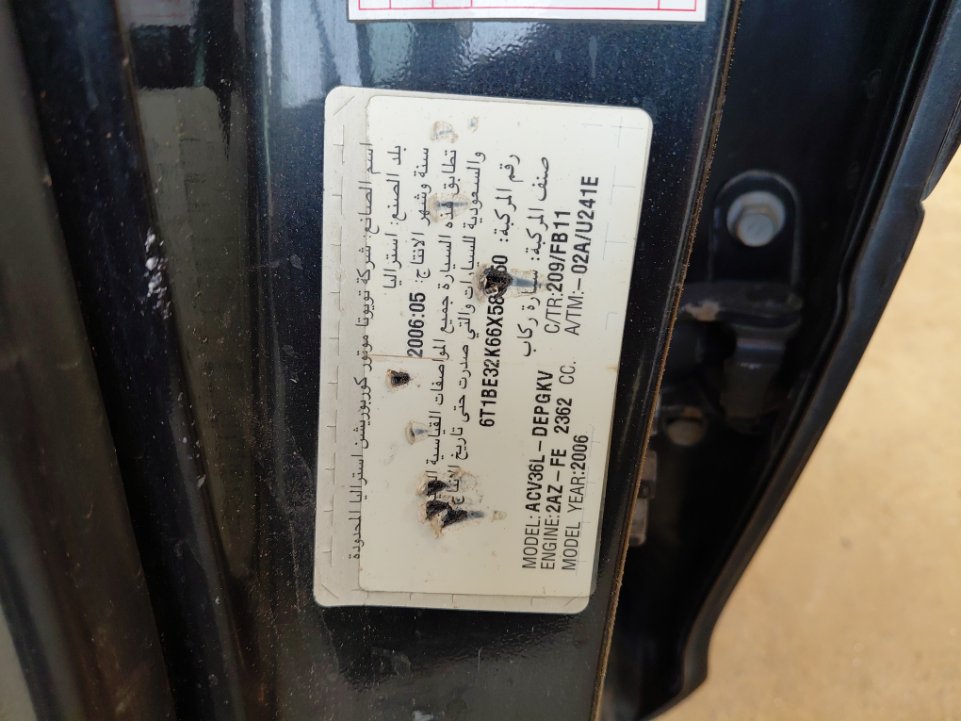 اسم الصانع: شركة تويوتا موتور كوربوريشن استراليا المحدودة
بلد الصنع: استراليا
سنة وشهر الانتاج: 2006:05
تطابق هذه السيارة جميع المواصفات القياسية
والسعودية للسيارات والتي صدرت حتى تاريخ الانتاج
رقم المركبة:
صنف المركبة: سيارة ركاب
MODEL: ACV36L-DEPGKV C/TR: 209/FB11
ENGINE: 2AZ-FE 2362 CC. A/TM: -02A/U241E
MODEL YEAR: 2006